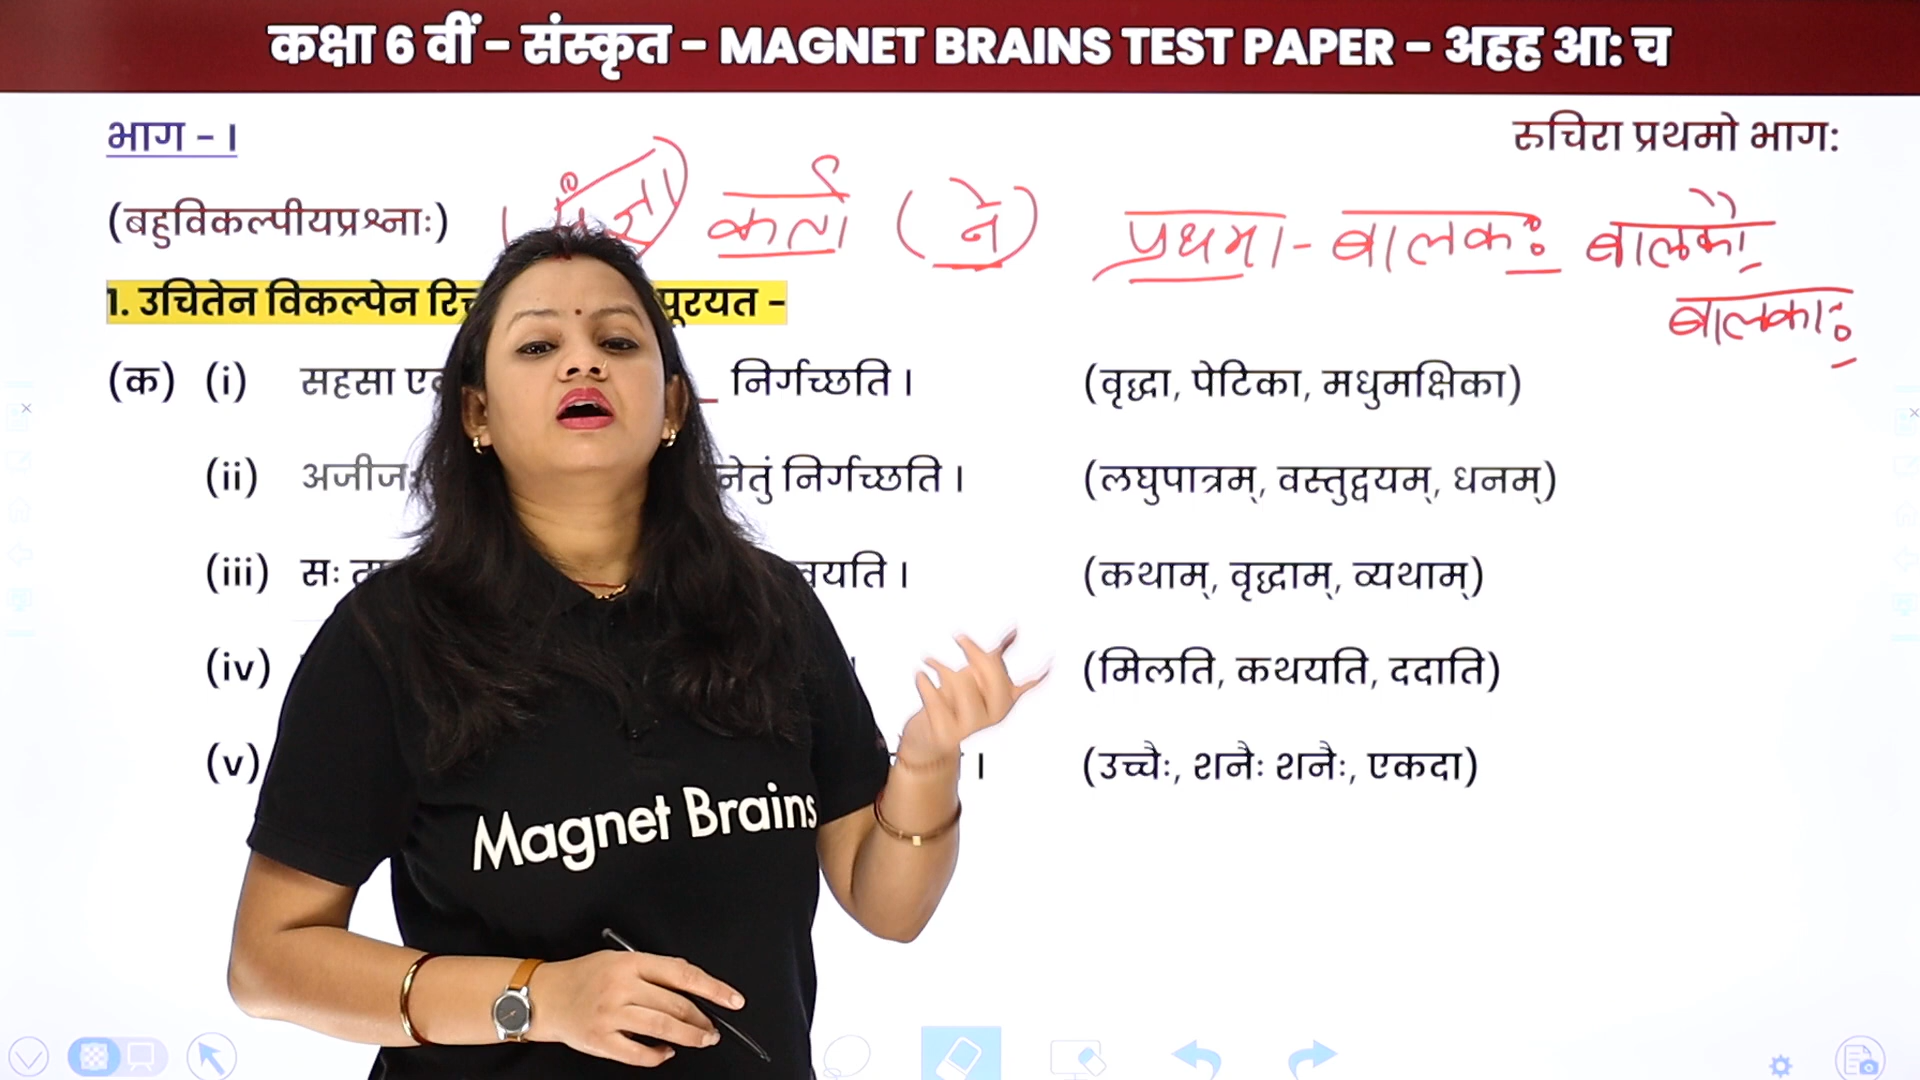 कक्षा 6 वीं - संस्कृत - MAGNET BRAINS TEST PAPER - अहह आः च
भाग - I
रुचिरा प्रथमो भाग:
(बहुविकल्पीयप्रश्नाः)
कर्ता (ने) प्रथमा - बालकः बालकौ
बालकाः
1. उचितेन विकल्पेन पूरयत -
(क) (i) सहसा निर्गच्छति । (वृद्धा, पेटिका, मधुमक्षिका)
(ii) अजीजः नेतुं निर्गच्छति । (लघुपात्रम्, वस्तुद्वयम्, धनम्)
(iii) सः (कथाम्, वृद्धाम्, व्यथाम्)
(iv) (मिलति, कथयति, ददाति)
(v) । (उच्चैः, शनैः शनैः, एकदा)
Magnet Brains